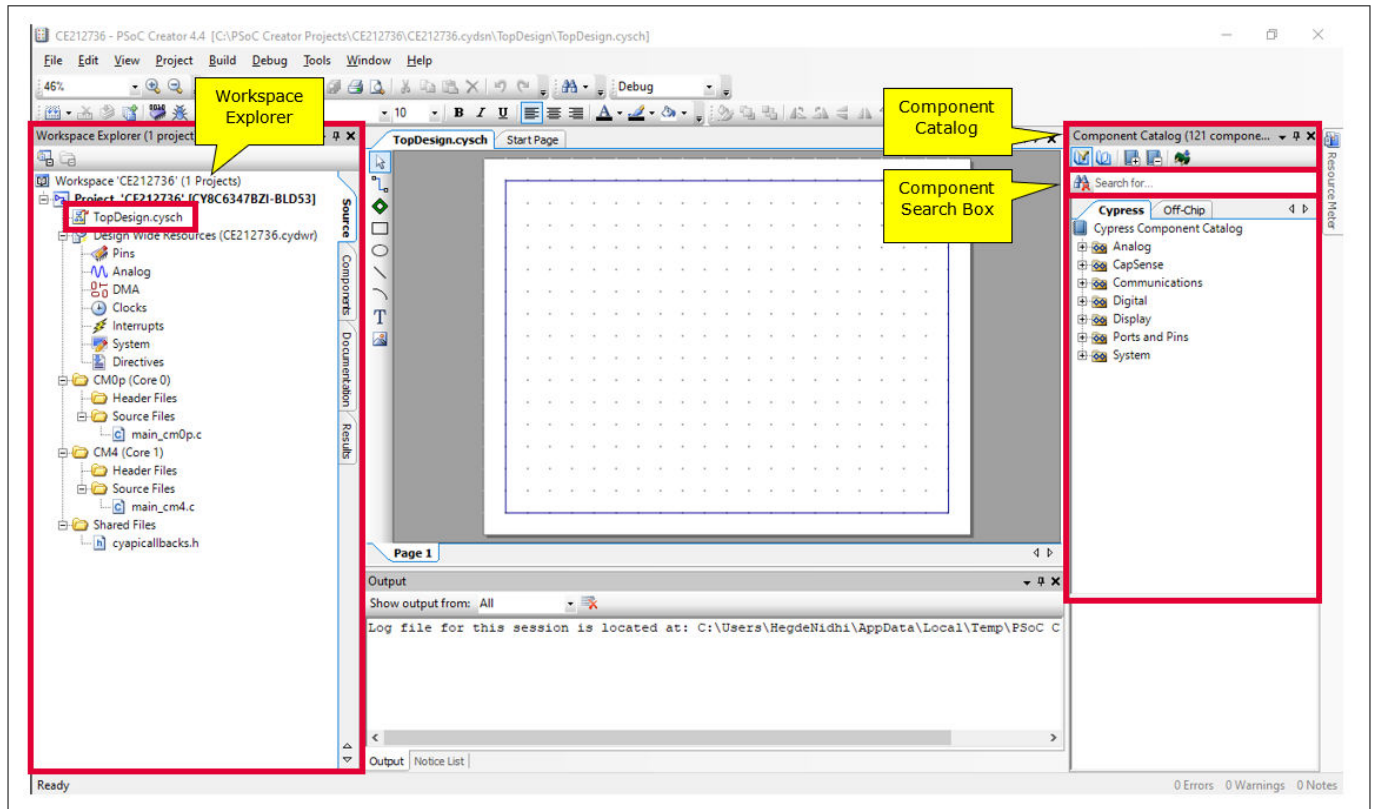 CE212736 - PSoC Creator 4.4 [C:\PSoC Creator Projects\CE212736\CE212736.cydsn\TopDesign\TopDesign.cysch]
File Edit View Project Build Debug Tools Window Help
46% Debug
10 B I U A
Workspace
Explorer
Component
Catalog
Component
Search Box
Workspace Explorer (1 project
Workspace 'CE212736' (1 Projects)
Project 'CE212736' [CY8C6347BZI-BLD53]
TopDesign.cysch
Design Wide Resources (CE212736.cydwr)
Pins
Analog
DMA
Clocks
Interrupts
System
Directives
CM0p (Core 0)
Header Files
Source Files
main_cm0p.c
CM4 (Core 1)
Header Files
Source Files
main_cm4.c
Shared Files
cyapicallbacks.h
Source
Components
Documentation
Results
TopDesign.cysch Start Page
T
Page 1
Output
Show output from: All
Log file for this session is located at: C:\Users\HegdeNidhi\AppData\Local\Temp\PSoC C
Output Notice List
Component Catalog (121 compone...
Search for...
Cypress Off-Chip
Cypress Component Catalog
Analog
CapSense
Communications
Digital
Display
Ports and Pins
System
Resource Meter
Ready
0 Errors 0 Warnings 0 Notes